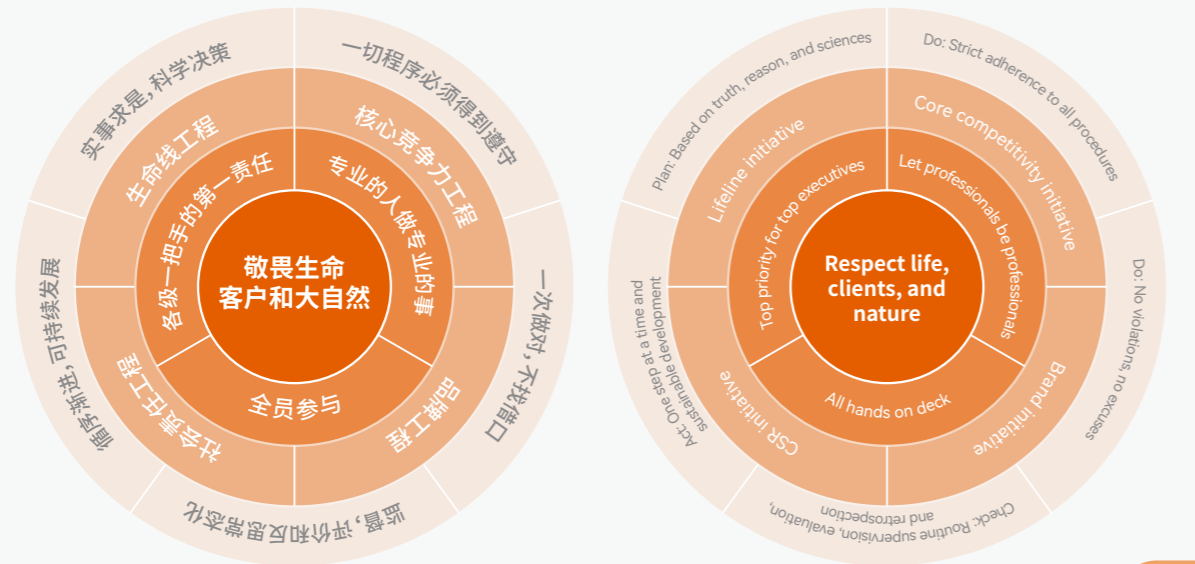 实事求是,科学决策
一切程序必须得到遵守
一次做对,不找借口
监督,评价和反思常态化
循序渐进,可持续发展
生命线工程
核心竞争力工程
品牌工程
社会责任工程
各级一把手的第一责任
专业的人做专业的事
全员参与
敬畏生命
客户和大自然
Plan: Based on truth, reason, and sciences
Do: Strict adherence to all procedures
Do: No violations, no excuses
Check: Routine supervision, evaluation,
and retrospection
Act: One step at a time and
sustainable development
Lifeline initiative
Core competitivity initiative
Brand initiative
CSR initiative
Top priority for top executives
Let professionals be professionals
All hands on deck
Respect life,
clients, and
nature